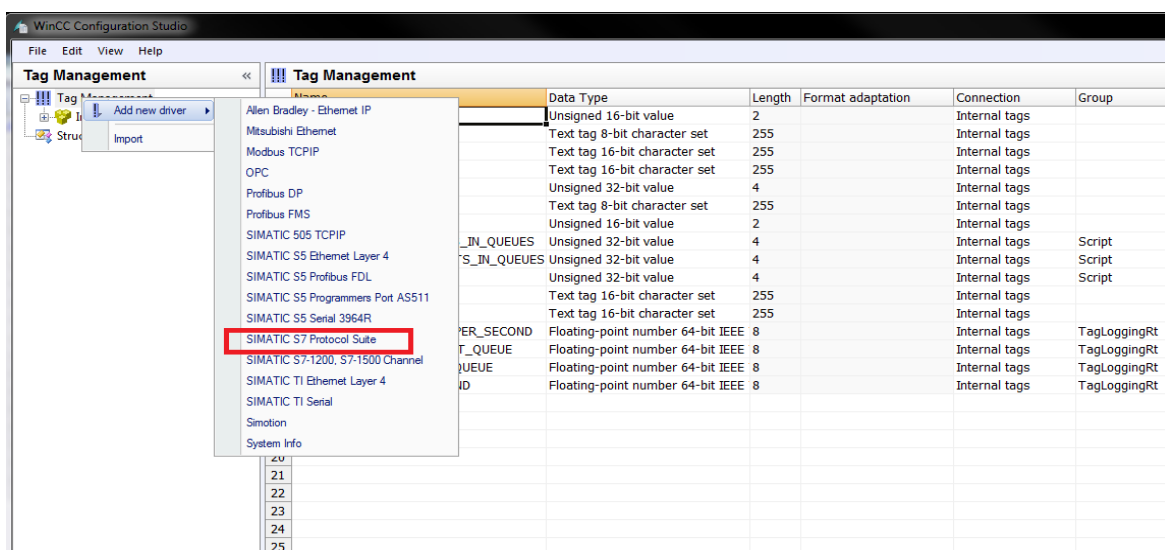 WinCC Configuration Studio
File Edit View Help
Tag Management «
Tag Management
Struc
Add new driver
Import
Allen Bradley - Ethernet IP
Mitsubishi Ethernet
Modbus TCPIP
OPC
Profibus DP
Profibus FMS
SIMATIC 505 TCPIP
SIMATIC S5 Ethernet Layer 4
SIMATIC S5 Profibus FDL
SIMATIC S5 Programmers Port AS511
SIMATIC S5 Serial 3964R
SIMATIC S7 Protocol Suite
SIMATIC S7-1200, S7-1500 Channel
SIMATIC TI Ethernet Layer 4
SIMATIC TI Serial
Simotion
System Info
Tag Management
Name Data Type Length Format adaptation Connection Group
Unsigned 16-bit value 2 Internal tags
Text tag 8-bit character set 255 Internal tags
Text tag 16-bit character set 255 Internal tags
Text tag 16-bit character set 255 Internal tags
Unsigned 32-bit value 4 Internal tags
Text tag 8-bit character set 255 Internal tags
Unsigned 16-bit value 2 Internal tags
_IN_QUEUES Unsigned 32-bit value 4 Internal tags Script
TS_IN_QUEUES Unsigned 32-bit value 4 Internal tags Script
Unsigned 32-bit value 4 Internal tags Script
Text tag 16-bit character set 255 Internal tags
Text tag 16-bit character set 255 Internal tags
PER_SECOND Floating-point number 64-bit IEEE 8 Internal tags TagLoggingRt
T_QUEUE Floating-point number 64-bit IEEE 8 Internal tags TagLoggingRt
QUEUE Floating-point number 64-bit IEEE 8 Internal tags TagLoggingRt
ND Floating-point number 64-bit IEEE 8 Internal tags TagLoggingRt
20
21
22
23
24
25